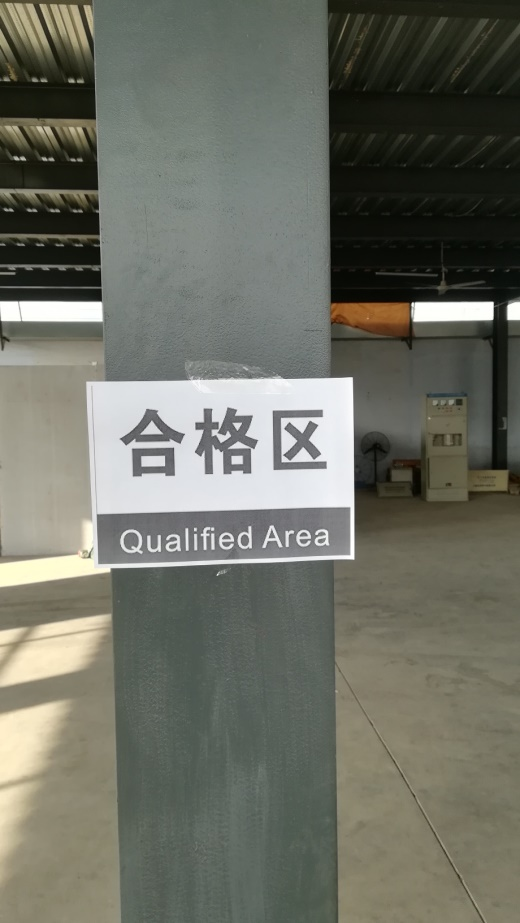 合格区
Qualified Area